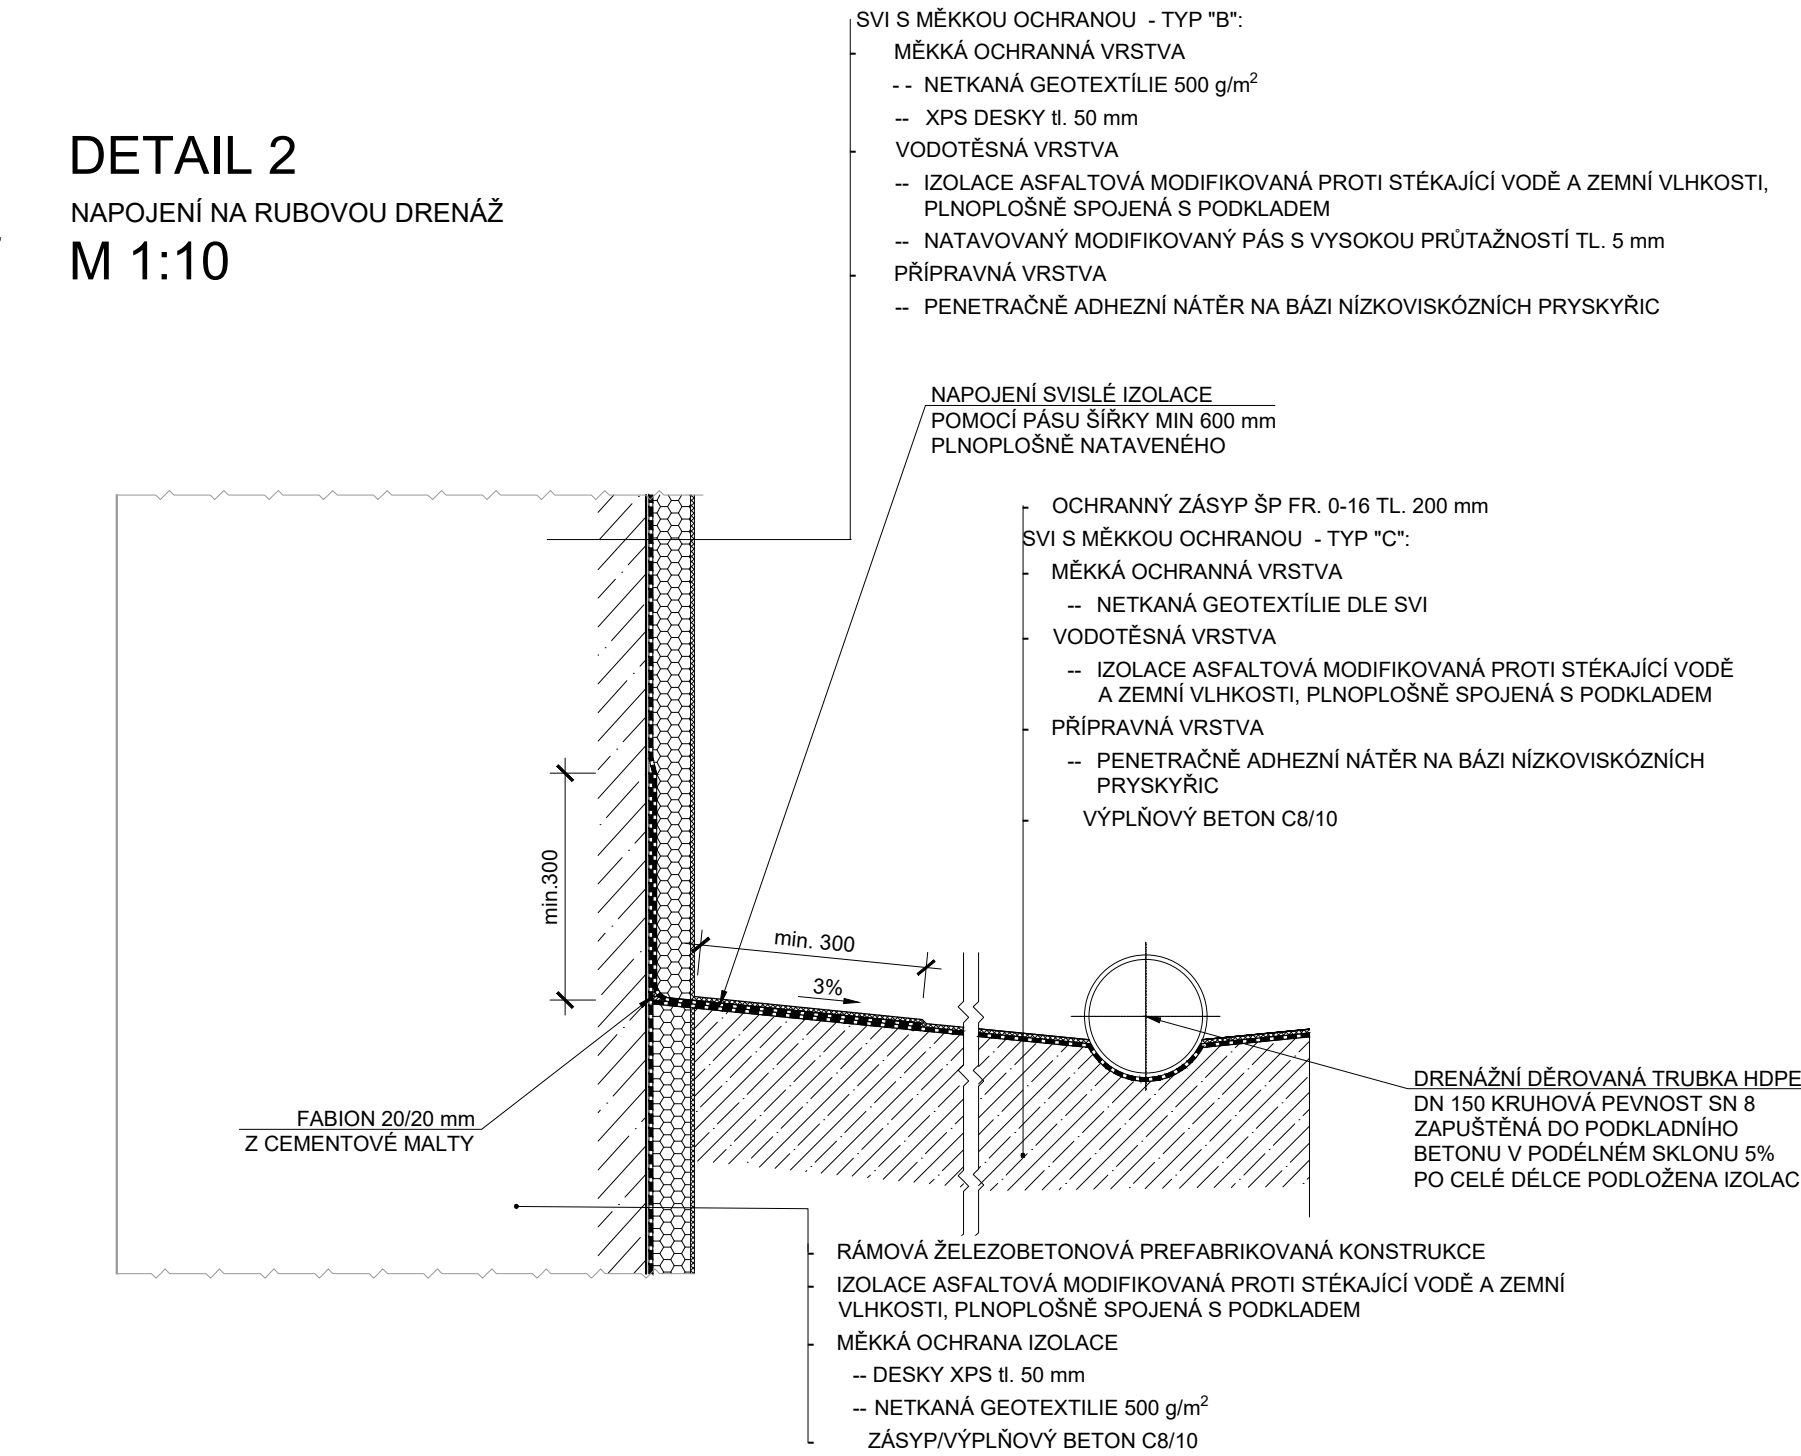 DETAIL 2
NAPOJENÍ NA RUBOVOU DRENÁŽ
M 1:10
SVI S MĚKKOU OCHRANOU - TYP "B":
- MĚKKÁ OCHRANNÁ VRSTVA
- - NETKANÁ GEOTEXTÍLIE 500 g/m²
-- XPS DESKY tl. 50 mm
- VODOTĚSNÁ VRSTVA
-- IZOLACE ASFALTOVÁ MODIFIKOVANÁ PROTI STÉKAJÍCÍ VODĚ A ZEMNÍ VLHKOSTI,
PLNOPLOŠNĚ SPOJENÁ S PODKLADEM
-- NATAVOVANÝ MODIFIKOVANÝ PÁS S VYSOKOU PRŮTAŽNOSTÍ TL. 5 mm
- PŘÍPRAVNÁ VRSTVA
-- PENETRAČNĚ ADHEZNÍ NÁTĚR NA BÁZI NÍZKOVISKÓZNÍCH PRYSKYŘIC
NAPOJENÍ SVISLÉ IZOLACE
POMOCÍ PÁSU ŠÍŘKY MIN 600 mm
PLNOPLOŠNĚ NATAVENÉHO
- OCHRANNÝ ZÁSYP ŠP FR. 0-16 TL. 200 mm
SVI S MĚKKOU OCHRANOU - TYP "C":
- MĚKKÁ OCHRANNÁ VRSTVA
-- NETKANÁ GEOTEXTÍLIE DLE SVI
- VODOTĚSNÁ VRSTVA
-- IZOLACE ASFALTOVÁ MODIFIKOVANÁ PROTI STÉKAJÍCÍ VODĚ
A ZEMNÍ VLHKOSTI, PLNOPLOŠNĚ SPOJENÁ S PODKLADEM
- PŘÍPRAVNÁ VRSTVA
-- PENETRAČNĚ ADHEZNÍ NÁTĚR NA BÁZI NÍZKOVISKÓZNÍCH
PRYSKYŘIC
- VÝPLŇOVÝ BETON C8/10
min.300
min. 300
3%
FABION 20/20 mm
Z CEMENTOVÉ MALTY
DRENÁŽNÍ DĚROVANÁ TRUBKA HDPE
DN 150 KRUHOVÁ PEVNOST SN 8
ZAPUŠTĚNÁ DO PODKLADNÍHO
BETONU V PODÉLNÉM SKLONU 5%
PO CELÉ DÉLCE PODLOŽENA IZOLAC
- RÁMOVÁ ŽELEZOBETONOVÁ PREFABRIKOVANÁ KONSTRUKCE
- IZOLACE ASFALTOVÁ MODIFIKOVANÁ PROTI STÉKAJÍCÍ VODĚ A ZEMNÍ
VLHKOSTI, PLNOPLOŠNĚ SPOJENÁ S PODKLADEM
- MĚKKÁ OCHRANA IZOLACE
-- DESKY XPS tl. 50 mm
-- NETKANÁ GEOTEXTILIE 500 g/m²
- ZÁSYP/VÝPLŇOVÝ BETON C8/10